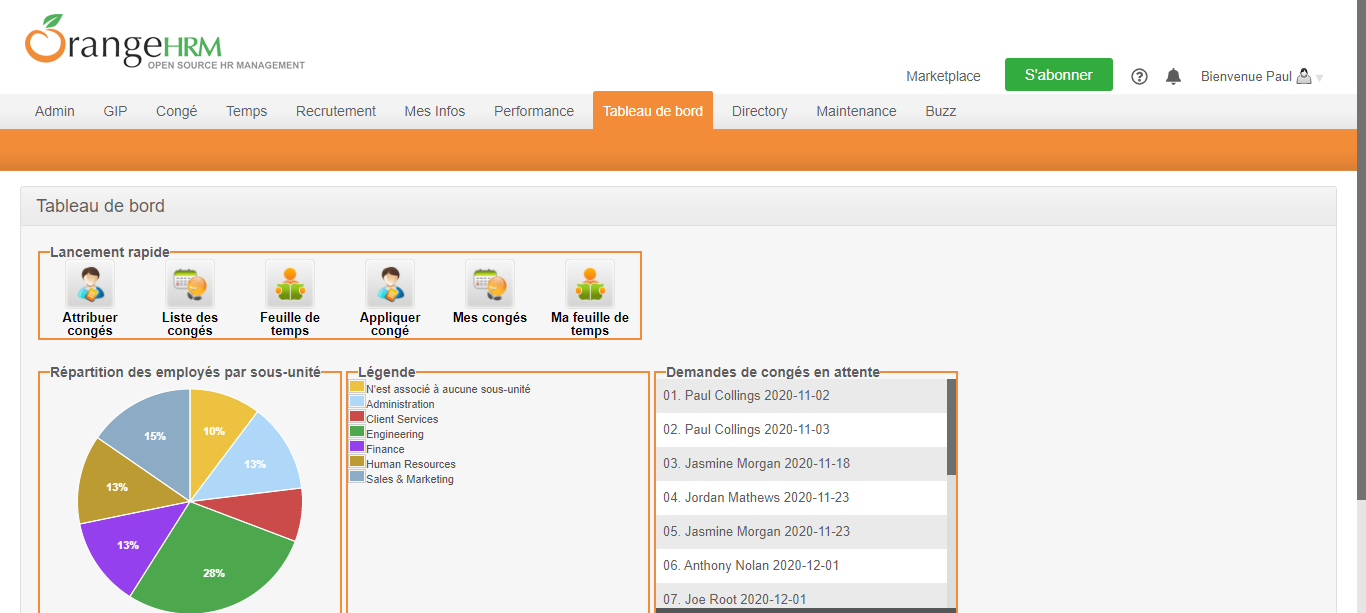 OrangeHRM
OPEN SOURCE HR MANAGEMENT
Marketplace S'abonner ? Bienvenue Paul
Admin GIP Congé Temps Recrutement Mes Infos Performance Tableau de bord Directory Maintenance Buzz
Tableau de bord
Lancement rapide
Attribuer congés
Liste des congés
Feuille de temps
Appliquer congé
Mes congés
Ma feuille de temps
Répartition des employés par sous-unité
10%
13%
28%
13%
13%
15%
Légende
N'est associé à aucune sous-unité
Administration
Client Services
Engineering
Finance
Human Resources
Sales & Marketing
Demandes de congés en attente
01. Paul Collings 2020-11-02
02. Paul Collings 2020-11-03
03. Jasmine Morgan 2020-11-18
04. Jordan Mathews 2020-11-23
05. Jasmine Morgan 2020-11-23
06. Anthony Nolan 2020-12-01
07. Joe Root 2020-12-01